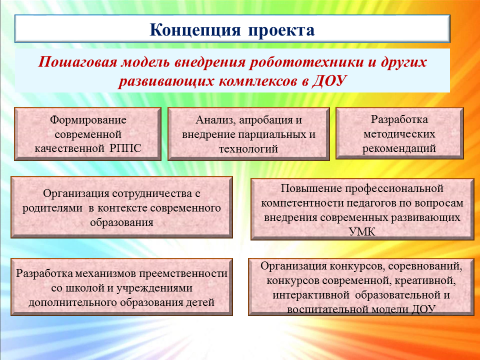 Концепция проекта
Пошаговая модель внедрения робототехники и других
развивающих комплексов в ДОУ
Формирование
современной
качественной РППС
Анализ, апробация и
внедрение парциальных и
технологий
Разработка
методических
рекомендаций
Организация сотрудничества с
родителями в контексте современного
образования
Повышение профессиональной
компетентности педагогов по вопросам
внедрения современных развивающих
УМК
Разработка механизмов преемственности
со школой и учреждениями
дополнительного образования детей
Организация конкурсов, соревнований,
конкурсов современной, креативной,
интерактивной образовательной и
воспитательной модели ДОУ